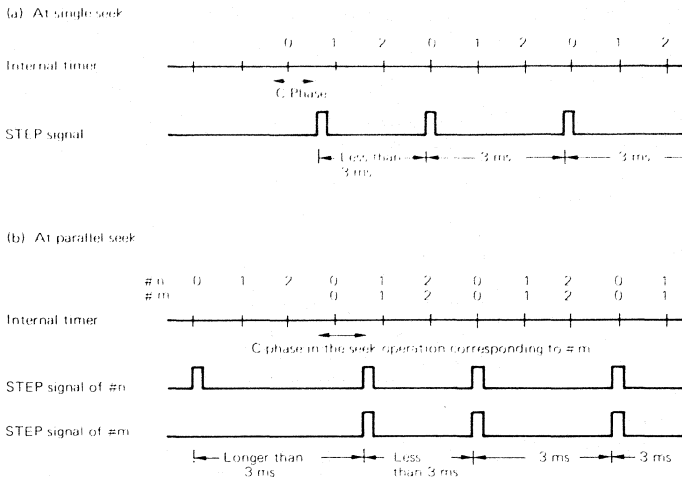 (a) At single seek
0 1 2 0 1 2 0 1 2
Internal timer
C Phase
STEP signal
Less than 3 ms 3 ms 3 ms
(b) At parallel seek
#n 0 1 2 0 1 2 0 1 2 0 1
#m 0 1 2 0 1 2 0 1
Internal timer
C phase in the seek operation corresponding to #m
STEP signal of #n
STEP signal of #m
Longer than 3 ms Less than 3 ms 3 ms 3 ms